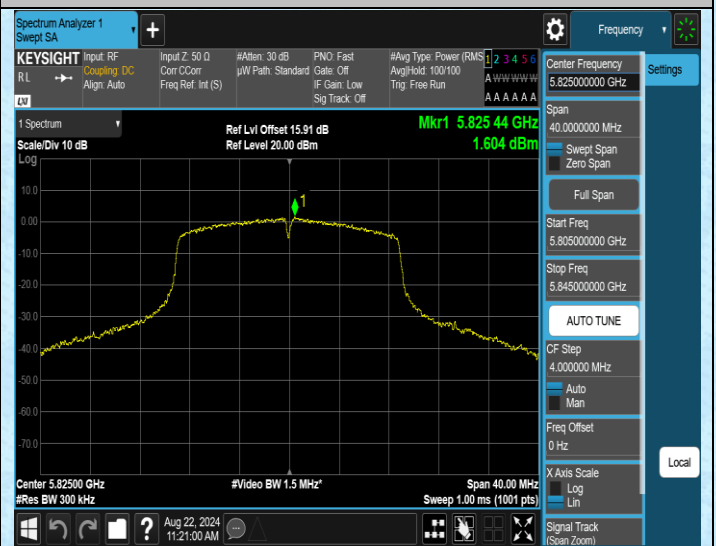 Spectrum Analyzer 1
Swept SA
+
Frequency
KEYSIGHT
RL
LXI
Input: RF
Coupling: DC
Align: Auto
Input Z: 50 Ω
Corr CCorr
Freq Ref: Int (S)
#Atten: 30 dB
µW Path: Standard
PNO: Fast
Gate: Off
IF Gain: Low
Sig Track: Off
#Avg Type: Power (RMS
Avg|Hold: 100/100
Trig: Free Run
1 2 3 4 5 6
A W W W W W
A A A A A A
1 Spectrum
Scale/Div 10 dB
Log
Ref Lvl Offset 15.91 dB
Ref Level 20.00 dBm
Mkr1 5.825 44 GHz
1.604 dBm
10.0
0.00
-10.0
-20.0
-30.0
-40.0
-50.0
-60.0
-70.0
1
Center 5.82500 GHz
#Res BW 300 kHz
#Video BW 1.5 MHz*
Span 40.00 MHz
Sweep 1.00 ms (1001 pts)
?
Aug 22, 2024
11:21:00 AM
Center Frequency
5.825000000 GHz
Span
40.0000000 MHz
Swept Span
Zero Span
Full Span
Start Freq
5.805000000 GHz
Stop Freq
5.845000000 GHz
AUTO TUNE
CF Step
4.000000 MHz
Auto
Man
Freq Offset
0 Hz
X Axis Scale
Log
Lin
Signal Track
(Span Zoom)
Settings
Local